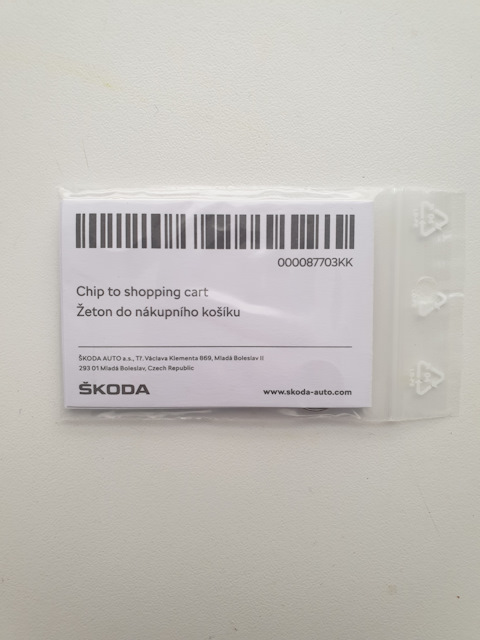 000087703KK
Chip to shopping cart
Žeton do nákupního košíku
ŠKODA AUTO a.s., Tř. Václava Klementa 869, Mladá Boleslav II
293 01 Mladá Boleslav, Czech Republic
ŠKODA
www.skoda-auto.com